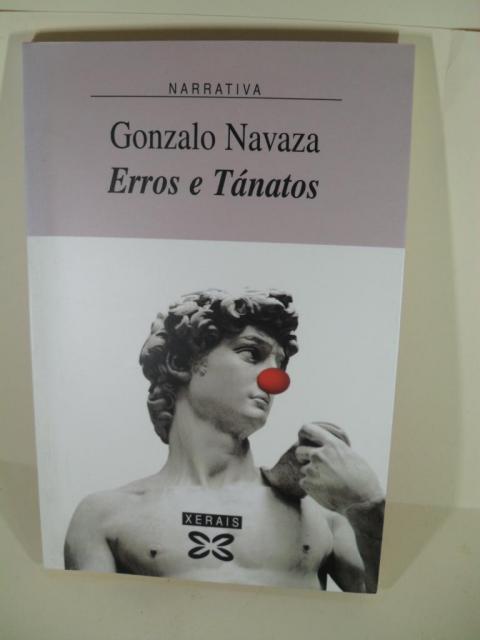 NARRATIVA
Gonzalo Navaza
Erros e Tánatos
XERAIS